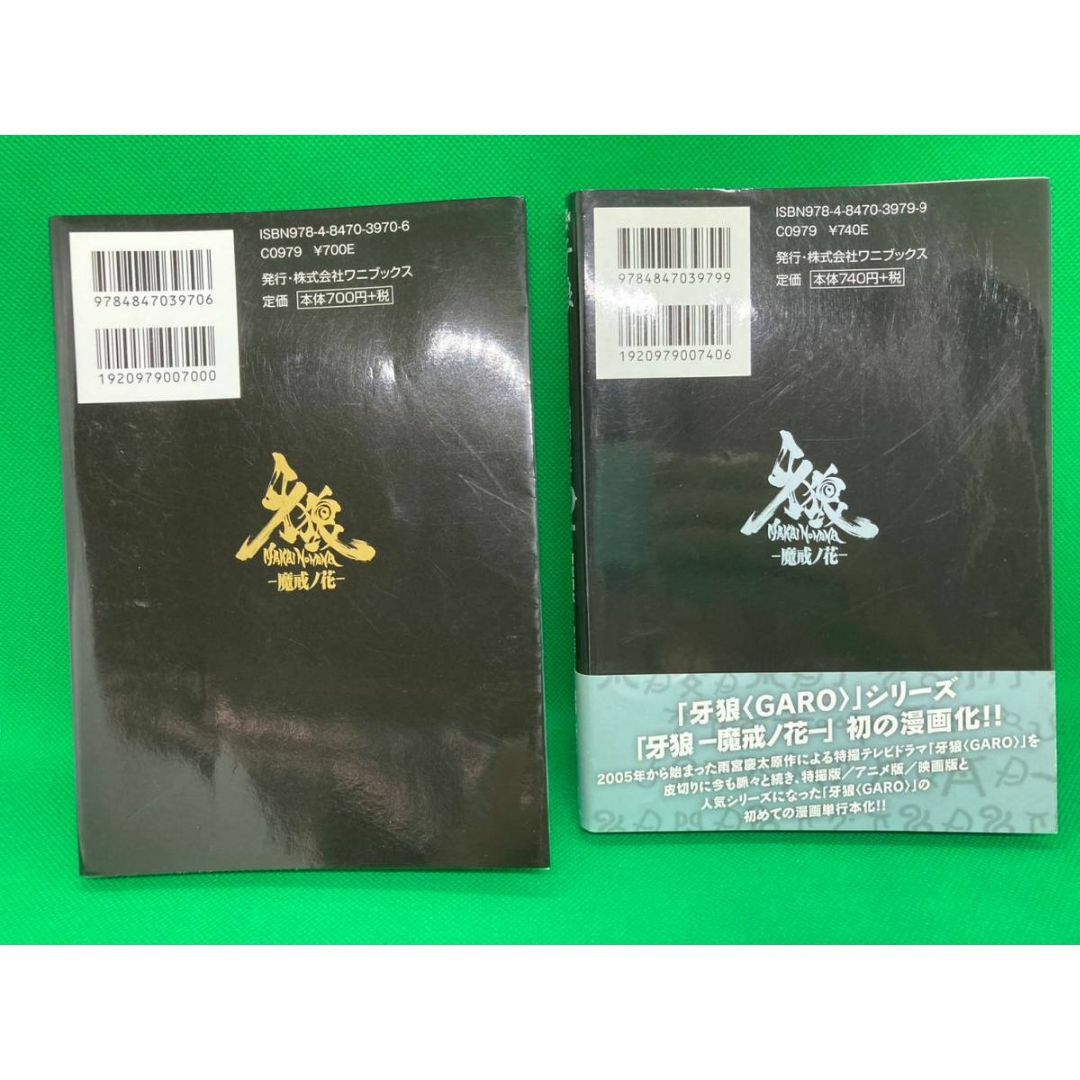 ISBN978-4-8470-3970-6
C0979 ¥700E
発行・株式会社ワニブックス
定価 本体700円+税
9784847039706
1920979007000
牙狼
MAKAI NO HANA
ー魔戒ノ花ー
ISBN978-4-8470-3979-9
C0979 ¥740E
発行・株式会社ワニブックス
定価 本体740円+税
9784847039799
1920979007406
牙狼
MAKAI NO HANA
ー魔戒ノ花ー
「牙狼〈GARO〉」シリーズ
「牙狼ー魔戒ノ花ー」初の漫画化!!
2005年から始まった雨宮慶太原作による特撮テレビドラマ「牙狼〈GARO〉」を
皮切りに今も脈々と続き、特撮版/アニメ版/映画版と
人気シリーズになった「牙狼〈GARO〉」の
初めての漫画単行本化!!